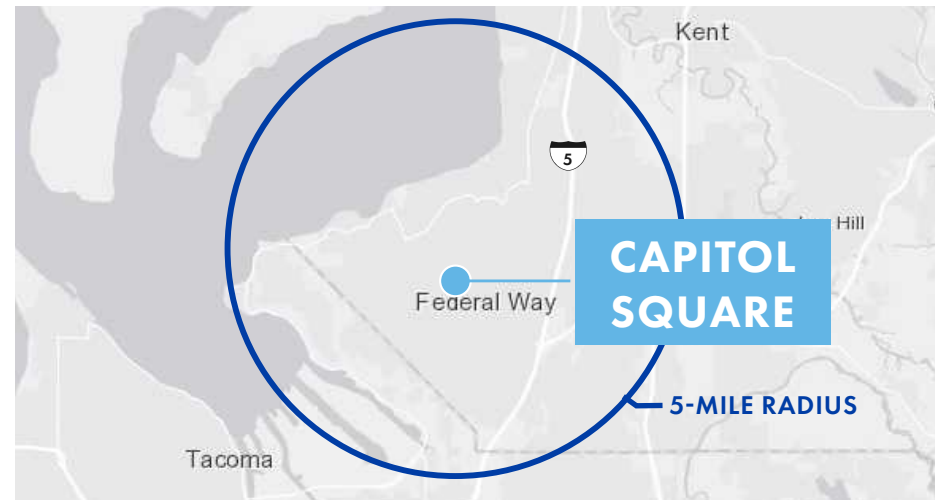 Kent
5
Hill
CAPITOL
SQUARE
Federal Way
5-MILE RADIUS
Tacoma